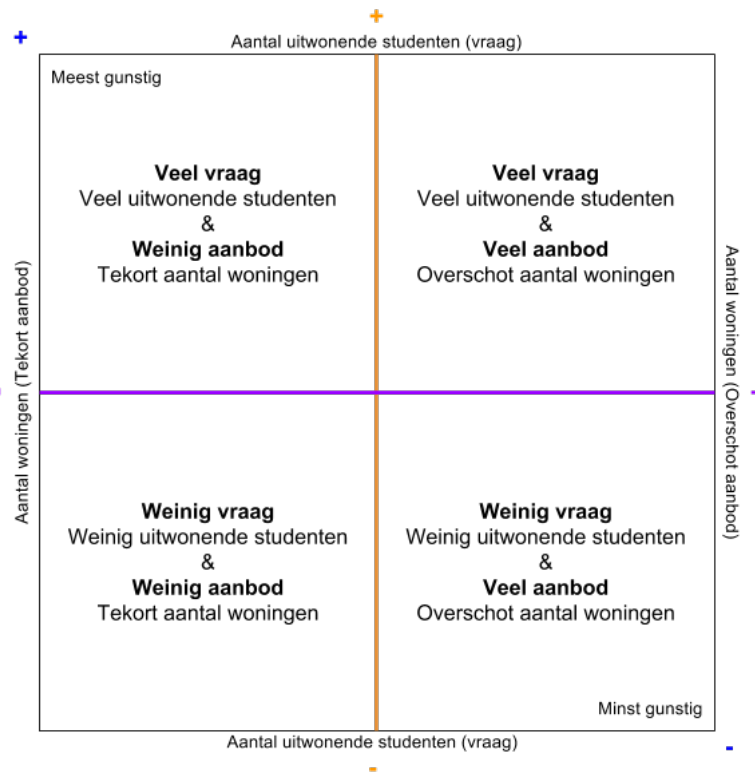 +
+
Aantal uitwonende studenten (vraag)
Meest gunstig
Veel vraag
Veel uitwonende studenten
&
Weinig aanbod
Tekort aantal woningen
Veel vraag
Veel uitwonende studenten
&
Veel aanbod
Overschot aantal woningen
Aantal woningen (Tekort aanbod)
Aantal woningen (Overschot aanbod)
Weinig vraag
Weinig uitwonende studenten
&
Weinig aanbod
Tekort aantal woningen
Weinig vraag
Weinig uitwonende studenten
&
Veel aanbod
Overschot aantal woningen
Minst gunstig
Aantal uitwonende studenten (vraag)
-
-